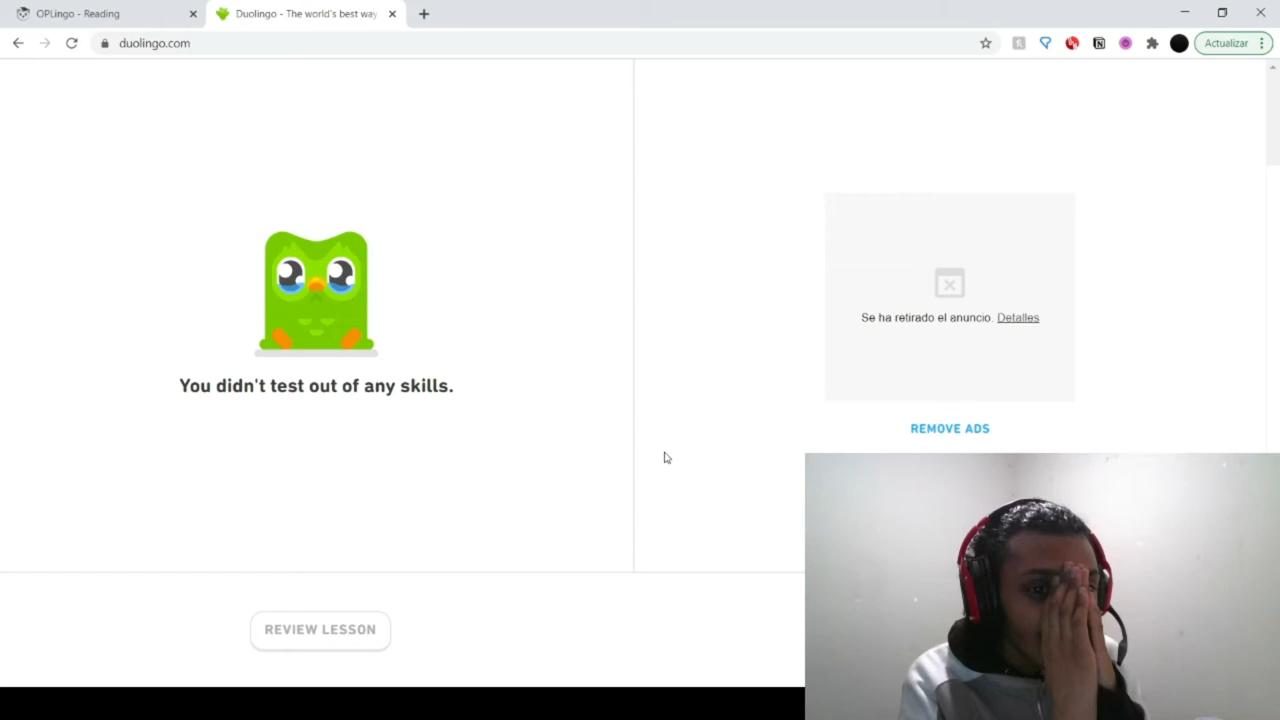 OPLingo - Reading
Duolingo - The world's best way
duolingo.com
Actualizar
You didn't test out of any skills.
Se ha retirado el anuncio. Detalles
REMOVE ADS
REVIEW LESSON